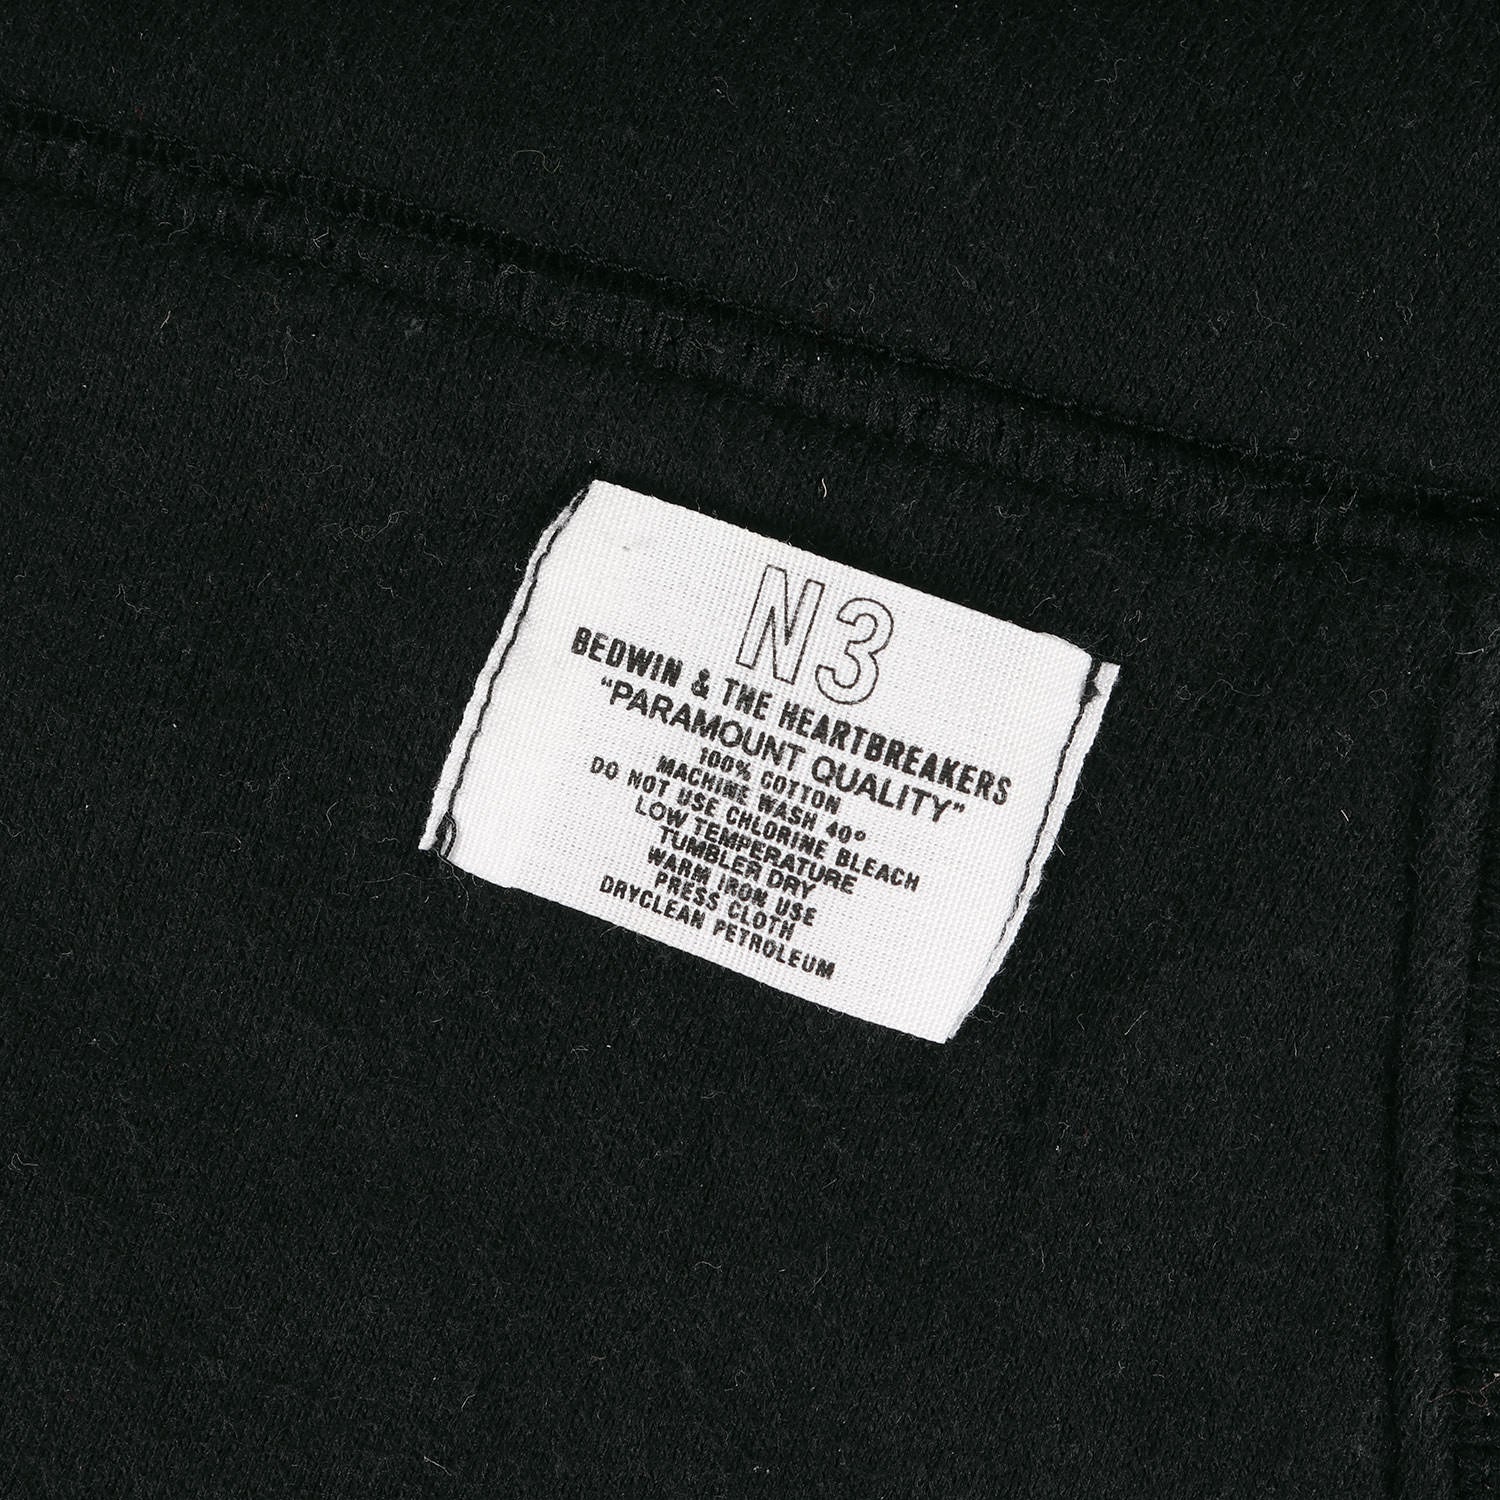 N3
BEDWIN & THE HEARTBREAKERS
“PARAMOUNT QUALITY”
100% COTTON
MACHINE WASH 40°
DO NOT USE CHLORINE BLEACH
LOW TEMPERATURE
TUMBLER DRY
WARM IRON USE
PRESS CLOTH
DRYCLEAN PETROLEUM